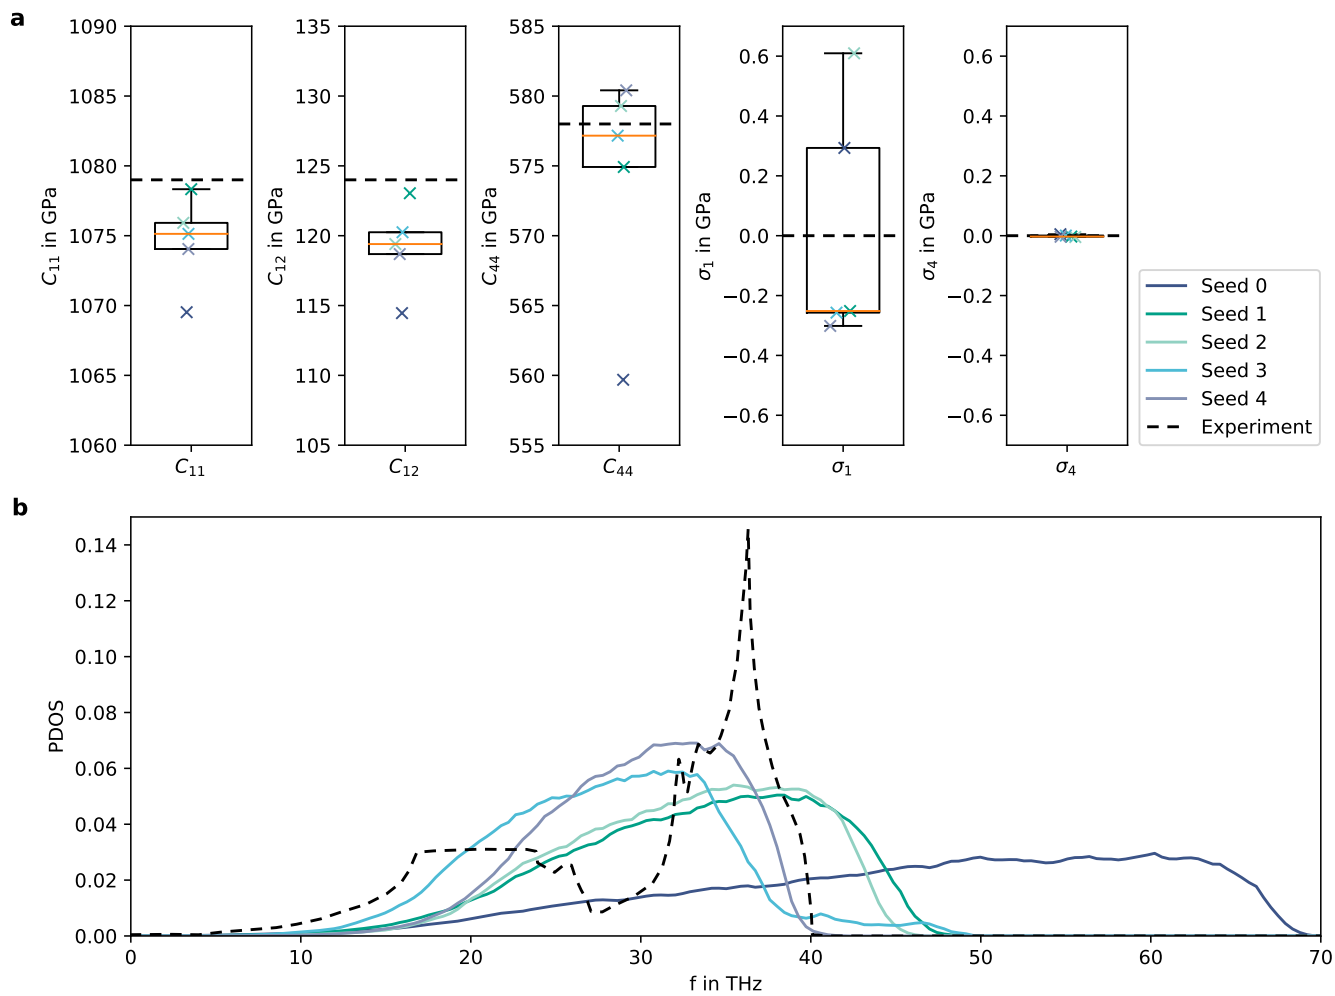 a
1090 1085 1080 1075 1070 1065 1060
C₁₁ in GPa
C₁₁
135 130 125 120 115 110 105
C₁₂ in GPa
C₁₂
585 580 575 570 565 560 555
C₄₄ in GPa
C₄₄
0.6 0.4 0.2 0.0 −0.2 −0.4 −0.6
σ₁ in GPa
σ₁
0.6 0.4 0.2 0.0 −0.2 −0.4 −0.6
σ₄ in GPa
σ₄
Seed 0
Seed 1
Seed 2
Seed 3
Seed 4
Experiment
b
0.14
0.12
0.10
0.08
0.06
0.04
0.02
0.00
PDOS
0 10 20 30 40 50 60 70
f in THz